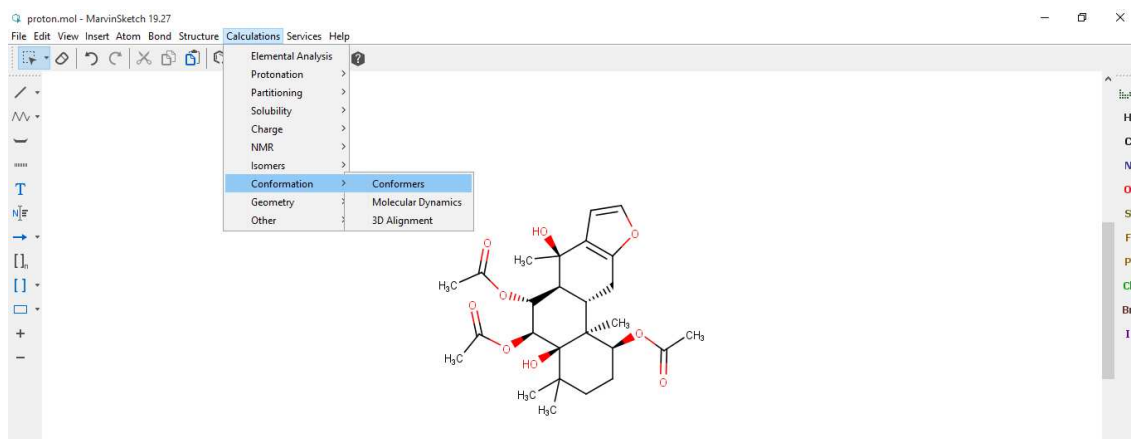 proton.mol - MarvinSketch 19.27
File Edit View Insert Atom Bond Structure Calculations Services Help
Elemental Analysis
Protonation
Partitioning
Solubility
Charge
NMR
Isomers
Conformation
Geometry
Other
Conformers
Molecular Dynamics
3D Alignment
T
N
[ ]n
[ ]
H
C
N
O
S
F
P
Cl
Br
I
HO
O
H₃C
O
H₃C
O
O
CH₃
O
CH₃
H₃C
O
HO
O
H₃C
H₃C